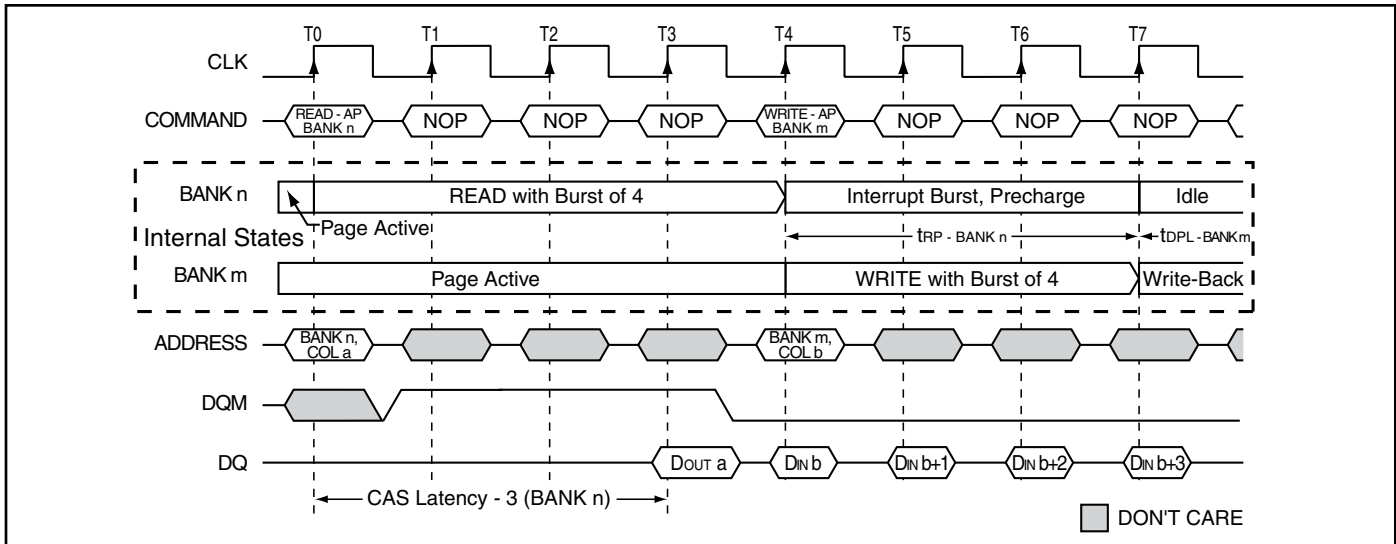 T0 T1 T2 T3 T4 T5 T6 T7
CLK
COMMAND READ - AP NOP NOP NOP WRITE - AP NOP NOP NOP
BANK n BANK m
BANK n READ with Burst of 4 Interrupt Burst, Precharge Idle
Page Active tRP - BANK n tDPL - BANK m
Internal States
BANK m Page Active WRITE with Burst of 4 Write-Back
ADDRESS BANK n, BANK m,
COL a COL b
DQM
DQ DOUT a DIN b DIN b+1 DIN b+2 DIN b+3
CAS Latency - 3 (BANK n)
DON'T CARE